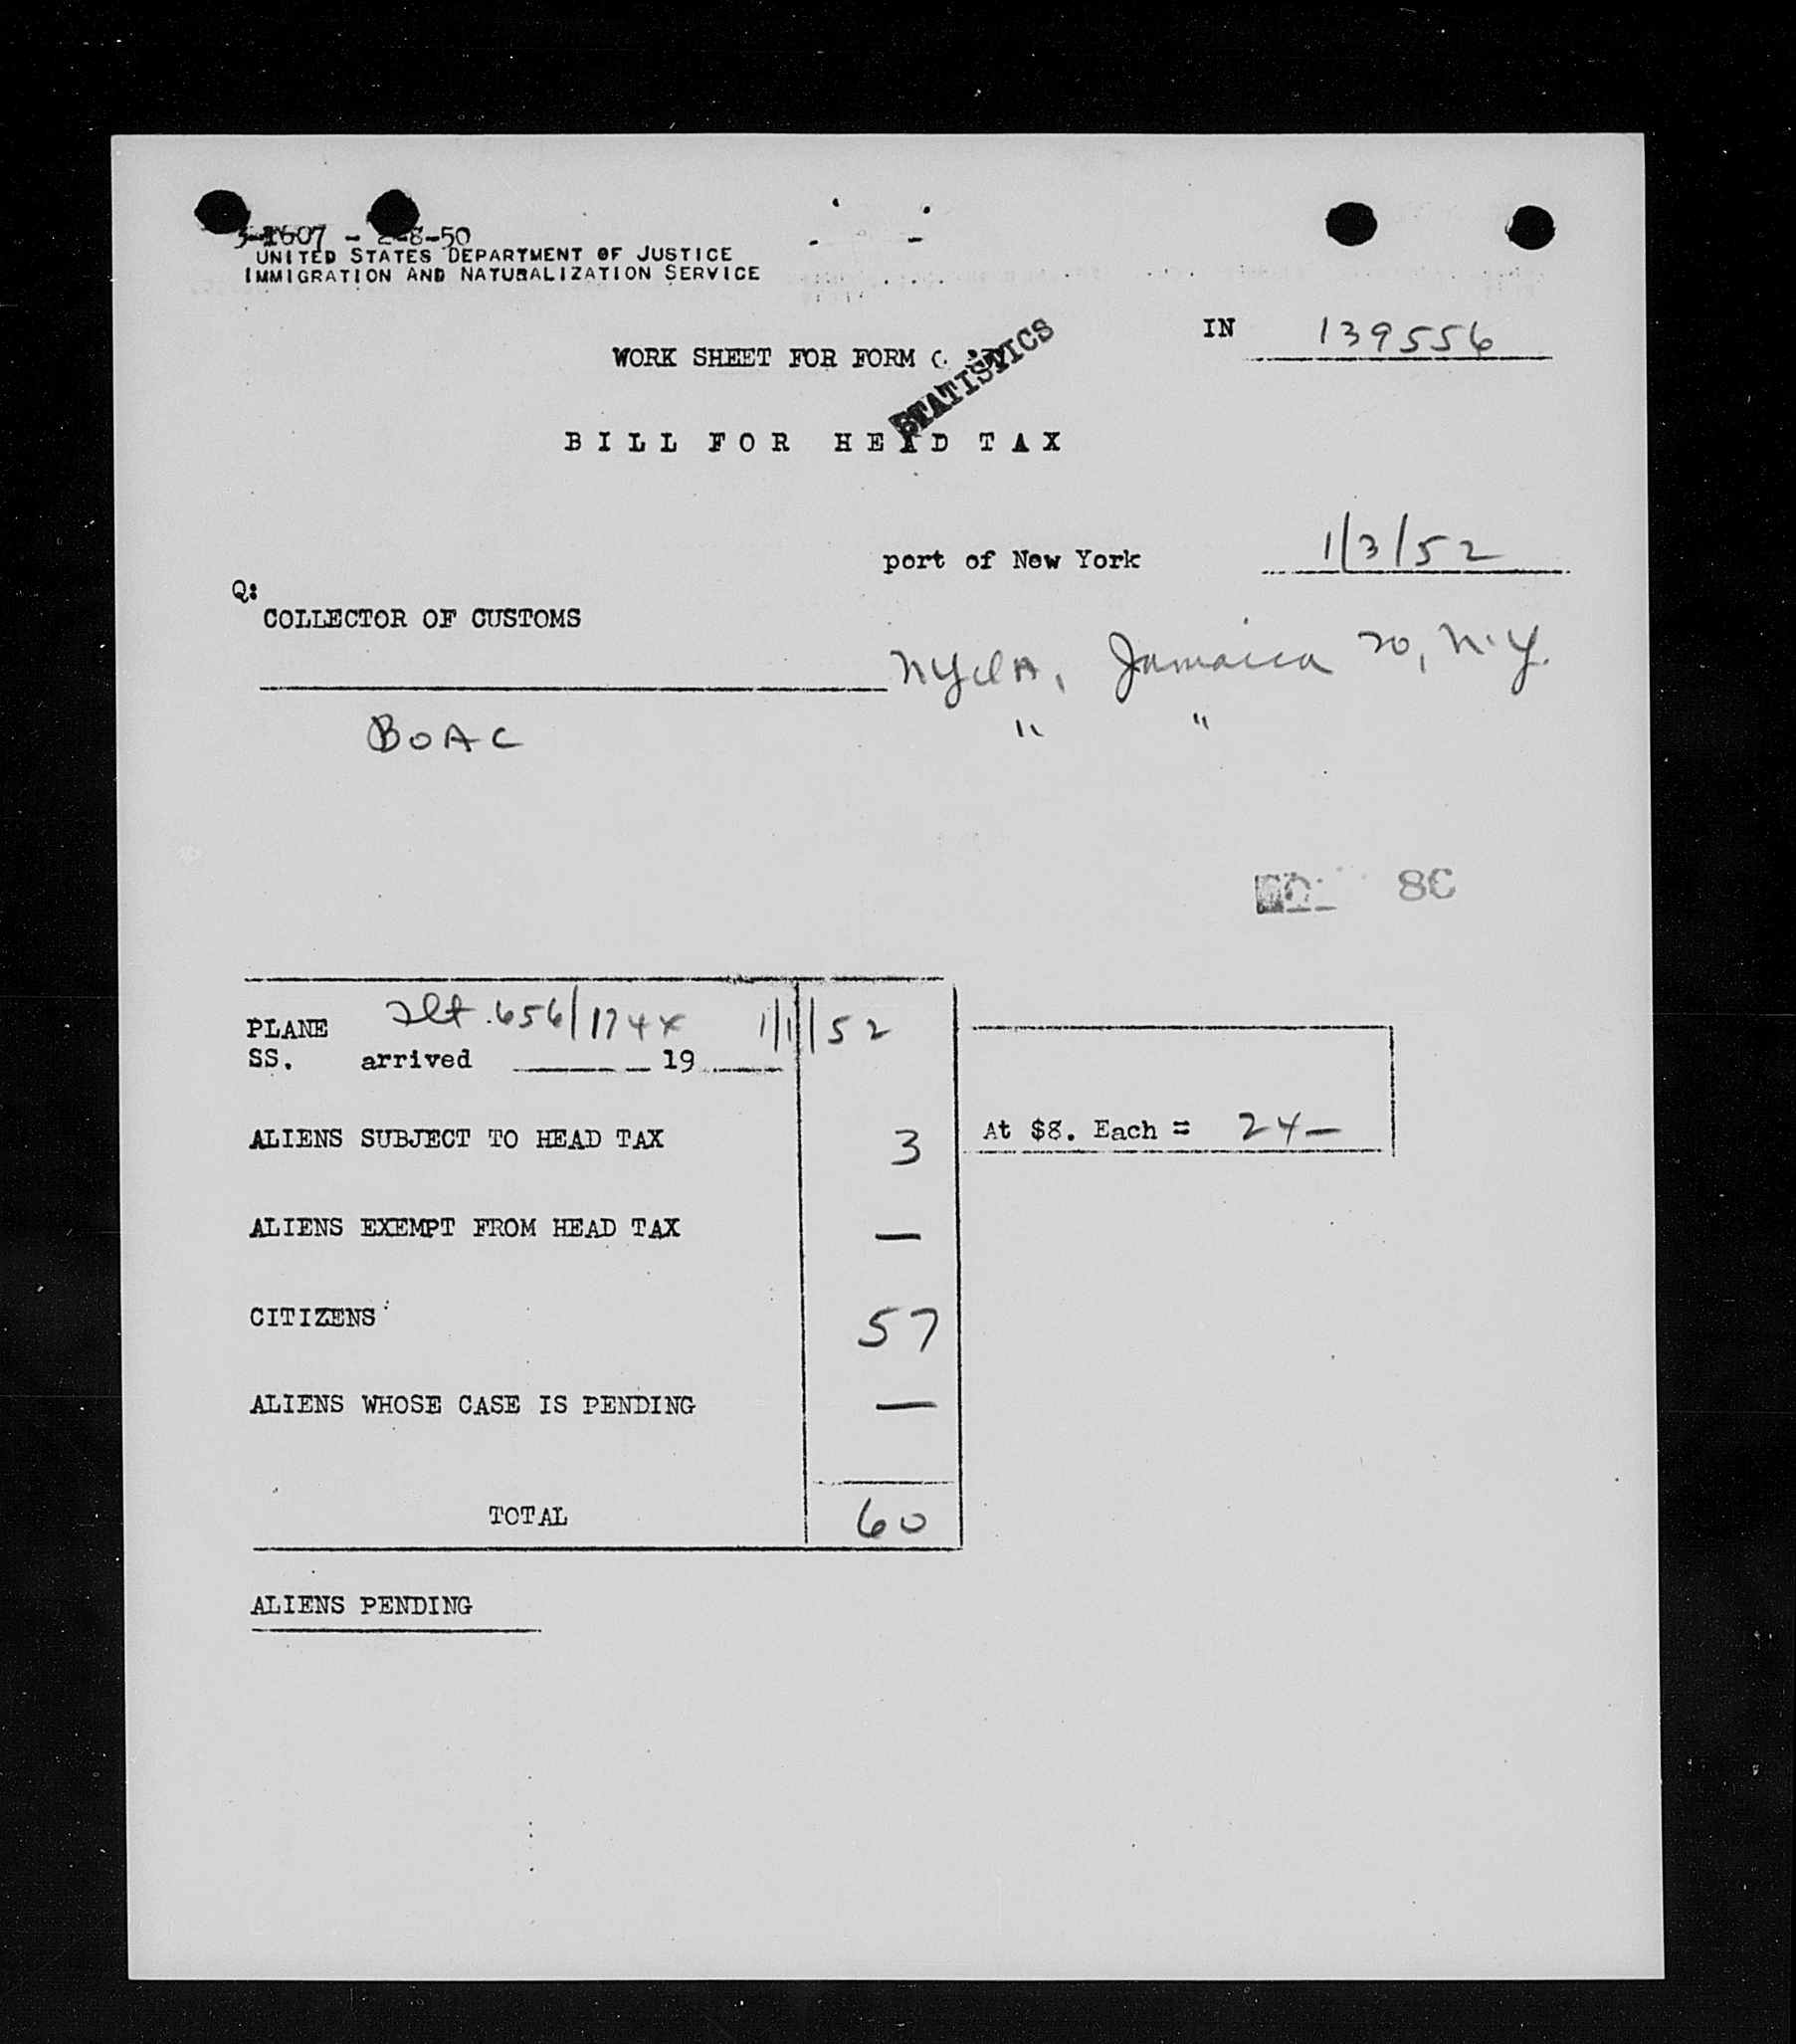 -8-50
UNITED STATES DEPARTMENT OF JUSTICE
IMMIGRATION AND NATURALIZATION SERVICE
IN 139556
WORK SHEET FOR FORM
STATISTICS
BILL FOR HEAD TAX
port of New York 1/3/52
Q:
COLLECTOR OF CUSTOMS
Jamaica 20, N.Y.
BOAC " "
8C
PLANE 656/174x 1/1/52
SS. arrived 19
ALIENS SUBJECT TO HEAD TAX 3 At $8. Each = 24—
ALIENS EXEMPT FROM HEAD TAX —
CITIZENS 57
ALIENS WHOSE CASE IS PENDING —
TOTAL 60
ALIENS PENDING